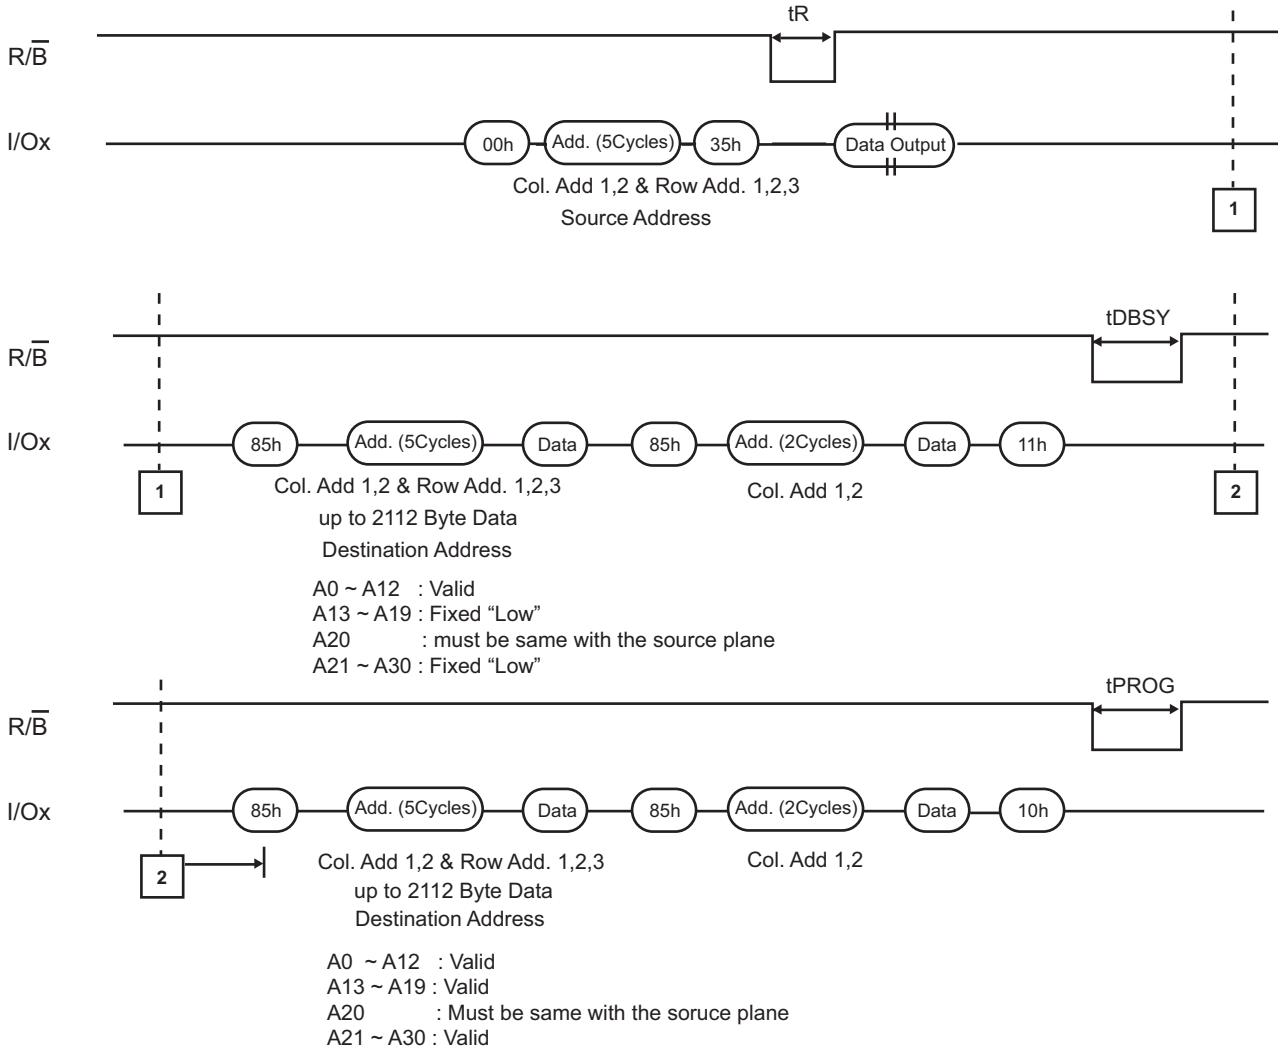 tR
R/B
I/Ox
00h Add. (5Cycles) 35h Data Output
Col. Add 1,2 & Row Add. 1,2,3
Source Address
1
tDBSY
R/B
I/Ox
85h Add. (5Cycles) Data 85h Add. (2Cycles) Data 11h
1
Col. Add 1,2 & Row Add. 1,2,3 Col. Add 1,2
2
up to 2112 Byte Data
Destination Address
A0 ~ A12 : Valid
A13 ~ A19 : Fixed “Low”
A20 : must be same with the source plane
A21 ~ A30 : Fixed “Low”
tPROG
R/B
I/Ox
85h Add. (5Cycles) Data 85h Add. (2Cycles) Data 10h
2
Col. Add 1,2 & Row Add. 1,2,3 Col. Add 1,2
up to 2112 Byte Data
Destination Address
A0 ~ A12 : Valid
A13 ~ A19 : Valid
A20 : Must be same with the soruce plane
A21 ~ A30 : Valid